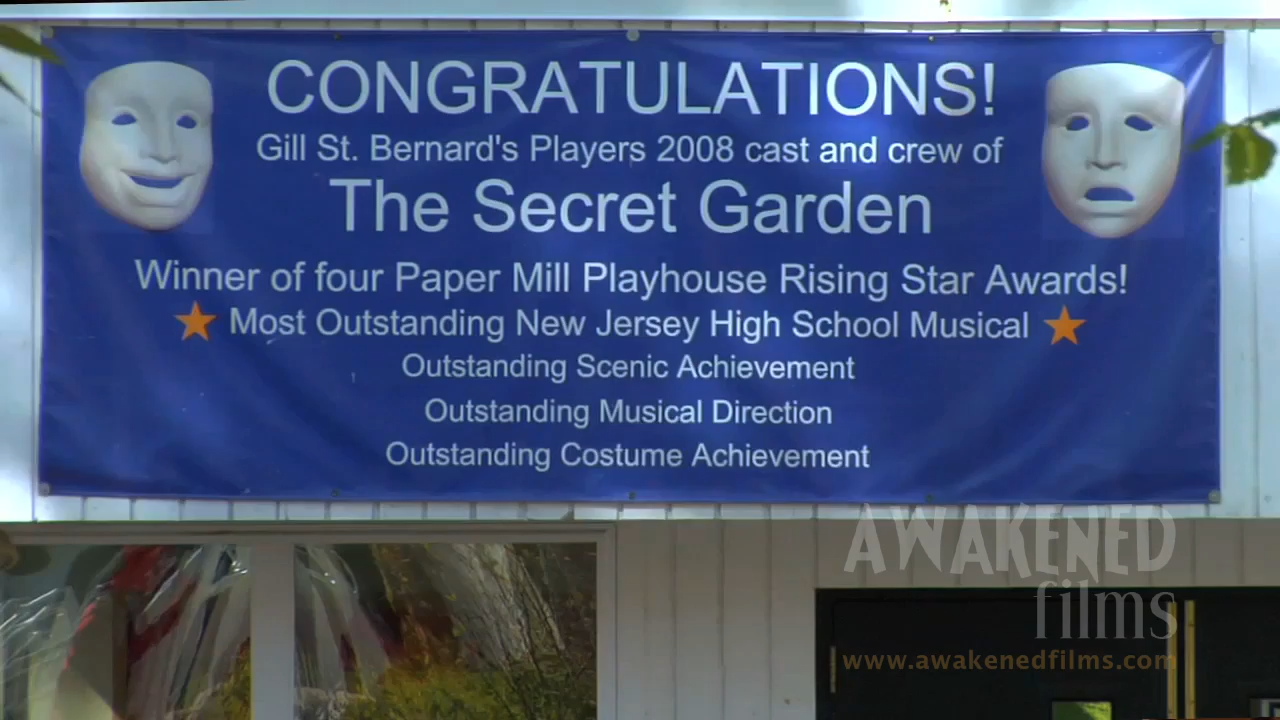 CONGRATULATIONS!
Gill St. Bernard's Players 2008 cast and crew of
The Secret Garden
Winner of four Paper Mill Playhouse Rising Star Awards!
Most Outstanding New Jersey High School Musical
Outstanding Scenic Achievement
Outstanding Musical Direction
Outstanding Costume Achievement
AWAKENED
films
www.awakenedfilms.com